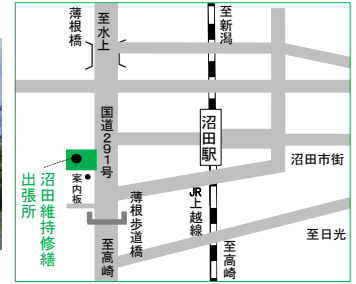 薄根橋
至水上
至新潟
国道291号
沼田駅
沼田市街
沼田維持修繕
出張所
案内板
薄根歩道橋
JR上越線
至日光
至高崎
至高崎